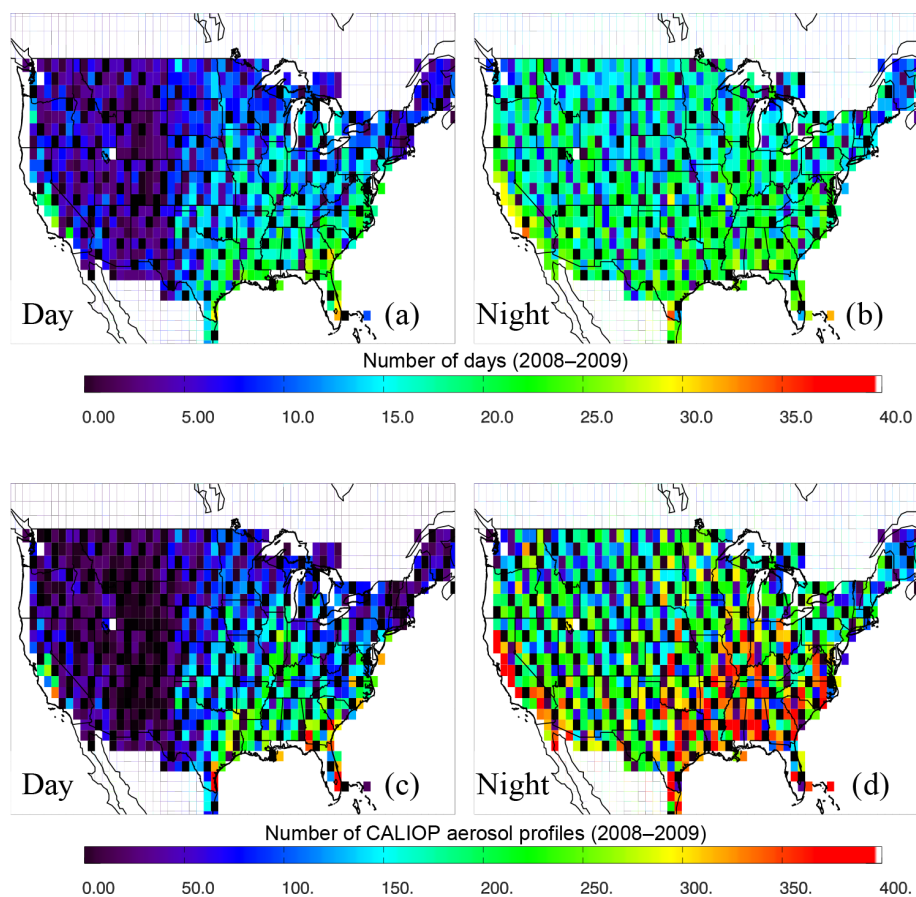 Day (a)
Night (b)
Number of days (2008–2009)
0.00 5.00 10.0 15.0 20.0 25.0 30.0 35.0 40.0
Day (c)
Night (d)
Number of CALIOP aerosol profiles (2008–2009)
0.00 50.0 100. 150. 200. 250. 300. 350. 400.